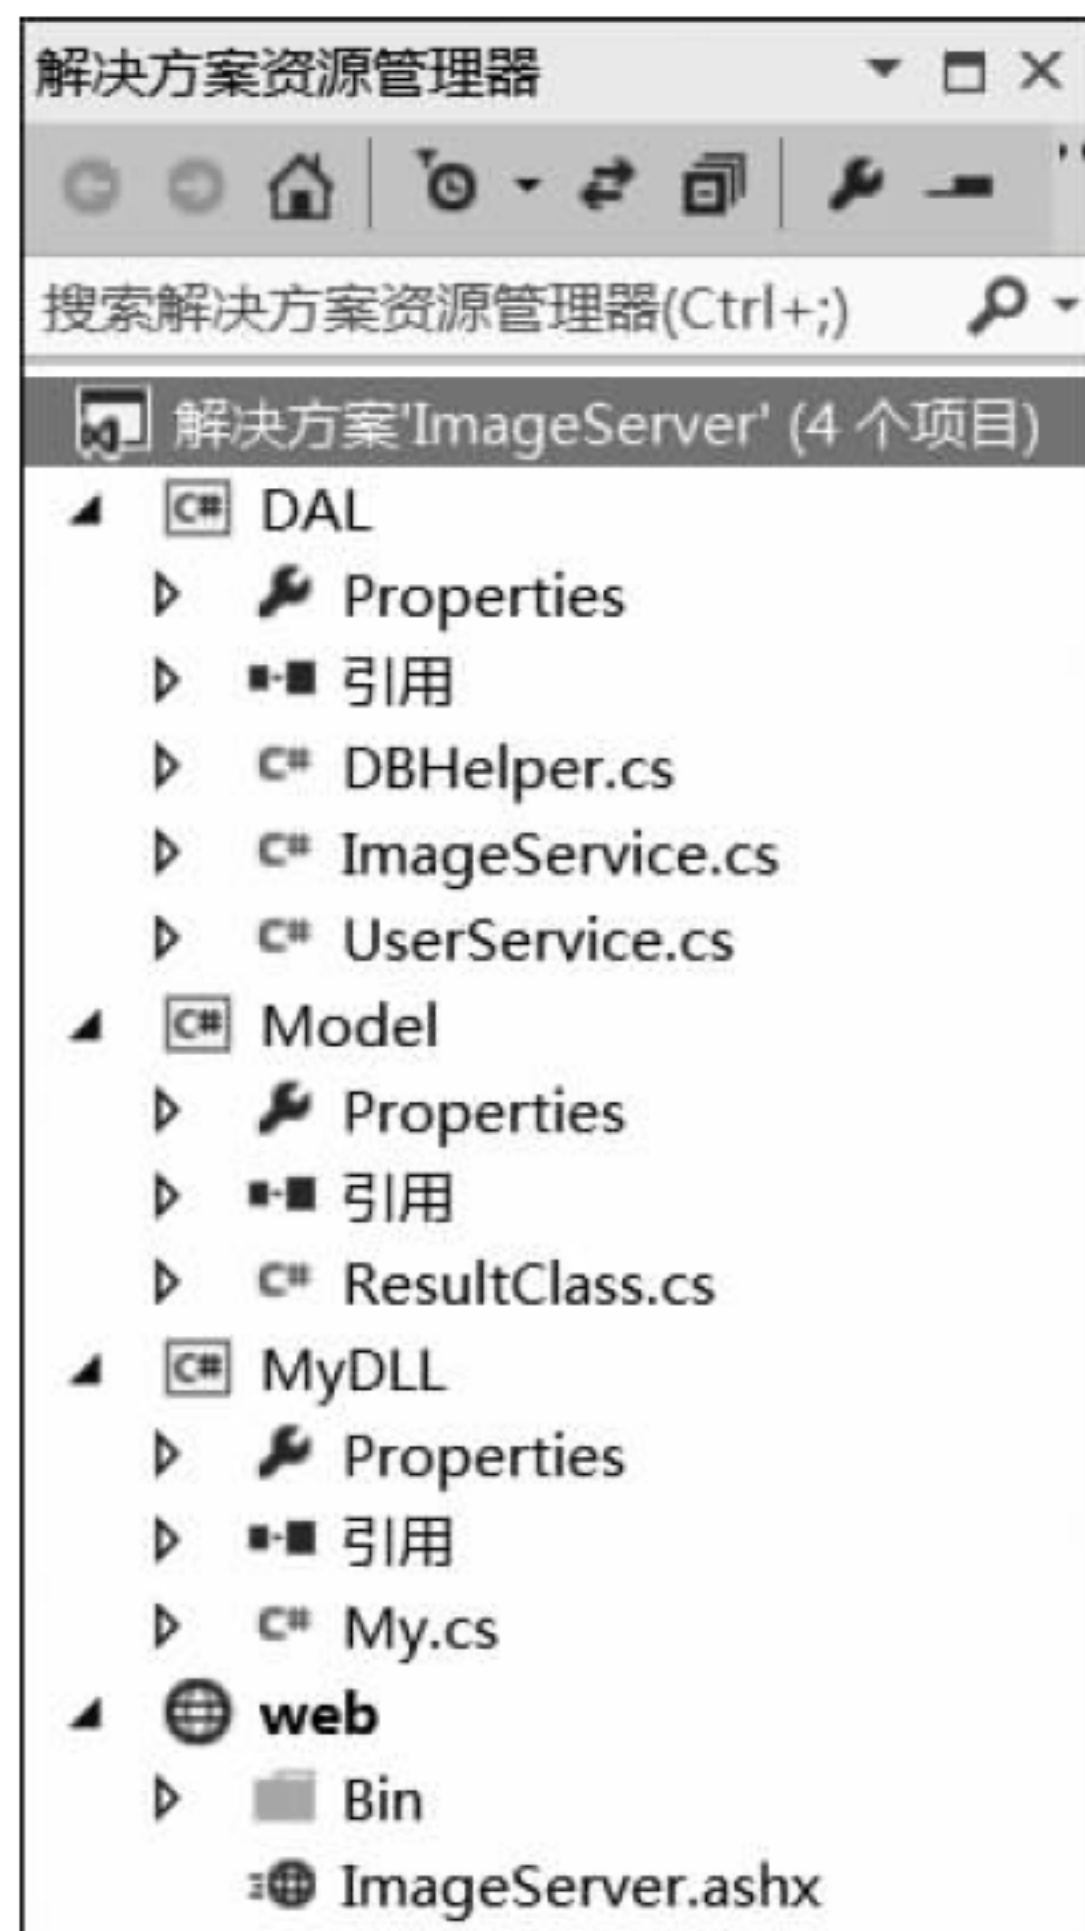 解决方案资源管理器
搜索解决方案资源管理器(Ctrl+;)
解决方案'ImageServer' (4 个项目)
C# DAL
Properties
引用
C# DBHelper.cs
C# ImageService.cs
C# UserService.cs
C# Model
Properties
引用
C# ResultClass.cs
C# MyDLL
Properties
引用
C# My.cs
web
Bin
ImageServer.ashx